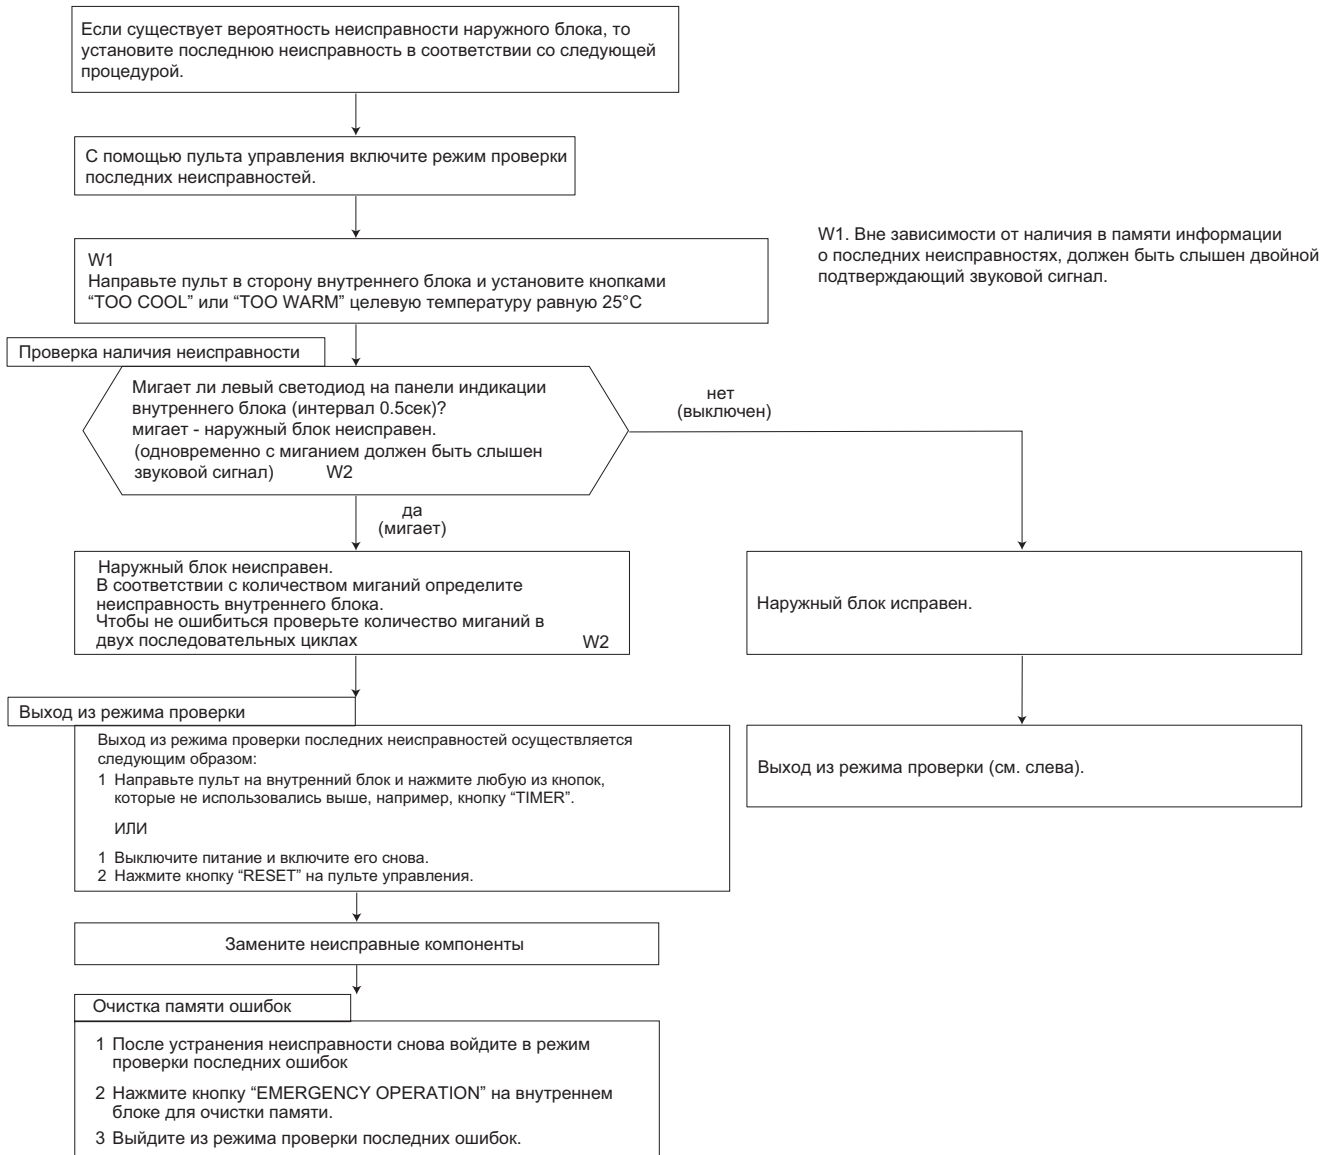 Если существует вероятность неисправности наружного блока, то
установите последнюю неисправность в соответствии со следующей
процедурой.
С помощью пульта управления включите режим проверки
последних неисправностей.
W1
Направьте пульт в сторону внутреннего блока и установите кнопками
“TOO COOL” или “TOO WARM” целевую температуру равную 25°C
W1. Вне зависимости от наличия в памяти информации
о последних неисправностях, должен быть слышен двойной
подтверждающий звуковой сигнал.
Проверка наличия неисправности
Мигает ли левый светодиод на панели индикации
внутреннего блока (интервал 0.5сек)?
мигает - наружный блок неисправен.
(одновременно с миганием должен быть слышен
звуковой сигнал) W2
нет
(выключен)
да
(мигает)
Наружный блок неисправен.
В соответствии с количеством миганий определите
неисправность внутреннего блока.
Чтобы не ошибиться проверьте количество миганий в
двух последовательных циклах W2
Наружный блок исправен.
Выход из режима проверки
Выход из режима проверки последних неисправностей осуществляется
следующим образом:
1 Направьте пульт на внутренний блок и нажмите любую из кнопок,
которые не использовались выше, например, кнопку “TIMER”.
ИЛИ
1 Выключите питание и включите его снова.
2 Нажмите кнопку “RESET” на пульте управления.
Выход из режима проверки (см. слева).
Замените неисправные компоненты
Очистка памяти ошибок
1 После устранения неисправности снова войдите в режим
проверки последних ошибок
2 Нажмите кнопку “EMERGENCY OPERATION” на внутреннем
блоке для очистки памяти.
3 Выйдите из режима проверки последних ошибок.